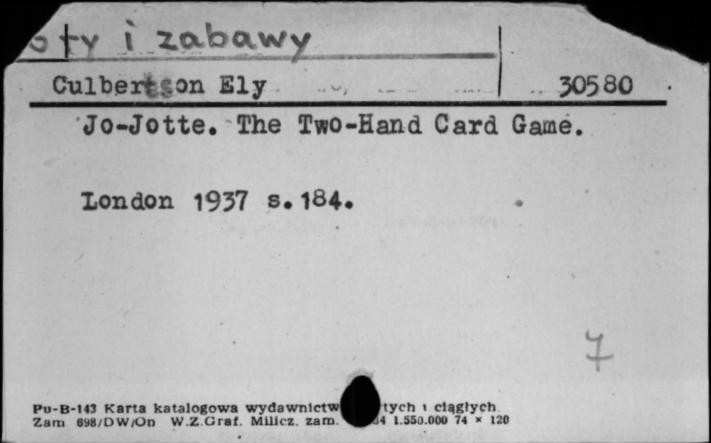 i zabawy
Culbertson Ely 30580
Jo-Jotte. The Two-Hand Card Game.
London 1937 s. 184.
7
Pu-B-143 Karta katalogowa wydawnictw tych i ciągłych
Zam. 698/DW/On W.Z.Graf. Milicz. zam. 1.550.000 74 × 120